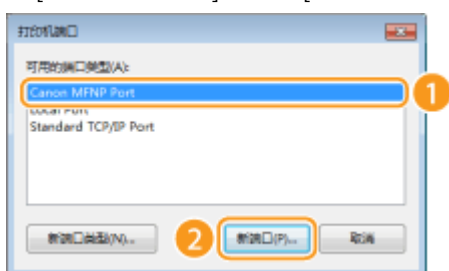 打印机端口
可用的端口类型(A):
Canon MFNP Port
1
Local Port
Standard TCP/IP Port
新端口类型(N)...
2
新端口(P)...
取消